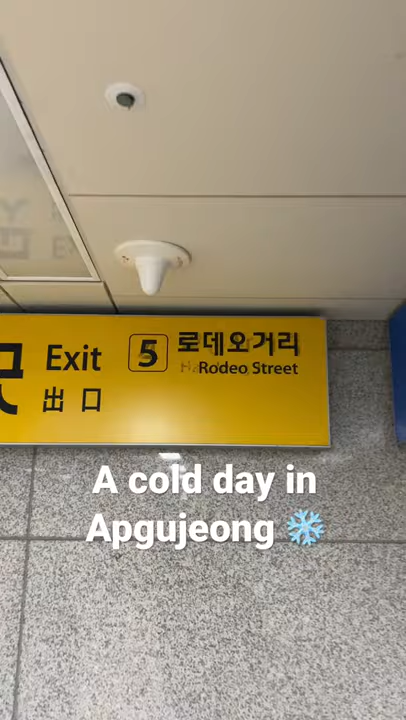 Exit 5 로데오거리
出口 Rodeo Street
A cold day in
Apgujeong ❄️